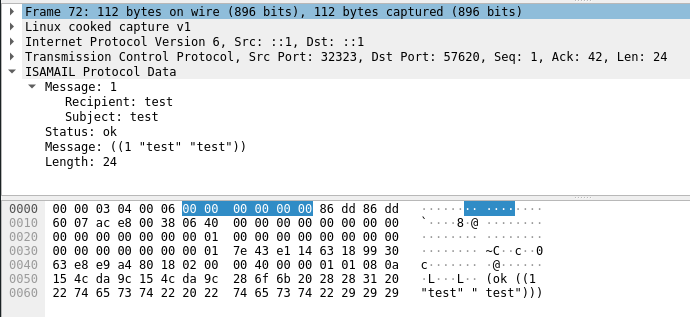 Frame 72: 112 bytes on wire (896 bits), 112 bytes captured (896 bits)
Linux cooked capture v1
Internet Protocol Version 6, Src: ::1, Dst: ::1
Transmission Control Protocol, Src Port: 32323, Dst Port: 57620, Seq: 1, Ack: 42, Len: 24
ISAMAIL Protocol Data
Message: 1
Recipient: test
Subject: test
Status: ok
Message: ((1 "test" "test"))
Length: 24
0000 00 00 03 04 00 06 00 00 00 00 00 00 86 dd 86 dd ················
0010 60 07 ac e8 00 38 06 40 00 00 00 00 00 00 00 00 `····8·@ ········
0020 00 00 00 00 00 00 00 01 00 00 00 00 00 00 00 00 ········ ········
0030 00 00 00 00 00 00 00 01 7e 43 e1 14 63 18 99 30 ········ ~C··c··0
0040 63 e8 e9 a4 80 18 02 00 00 40 00 00 01 01 08 0a c······· ·@······
0050 15 4c da 9c 15 4c da 9c 28 6f 6b 20 28 28 31 20 ·L···L·· (ok ((1
0060 22 74 65 73 74 22 20 22 74 65 73 74 22 29 29 29 "test" " test")))